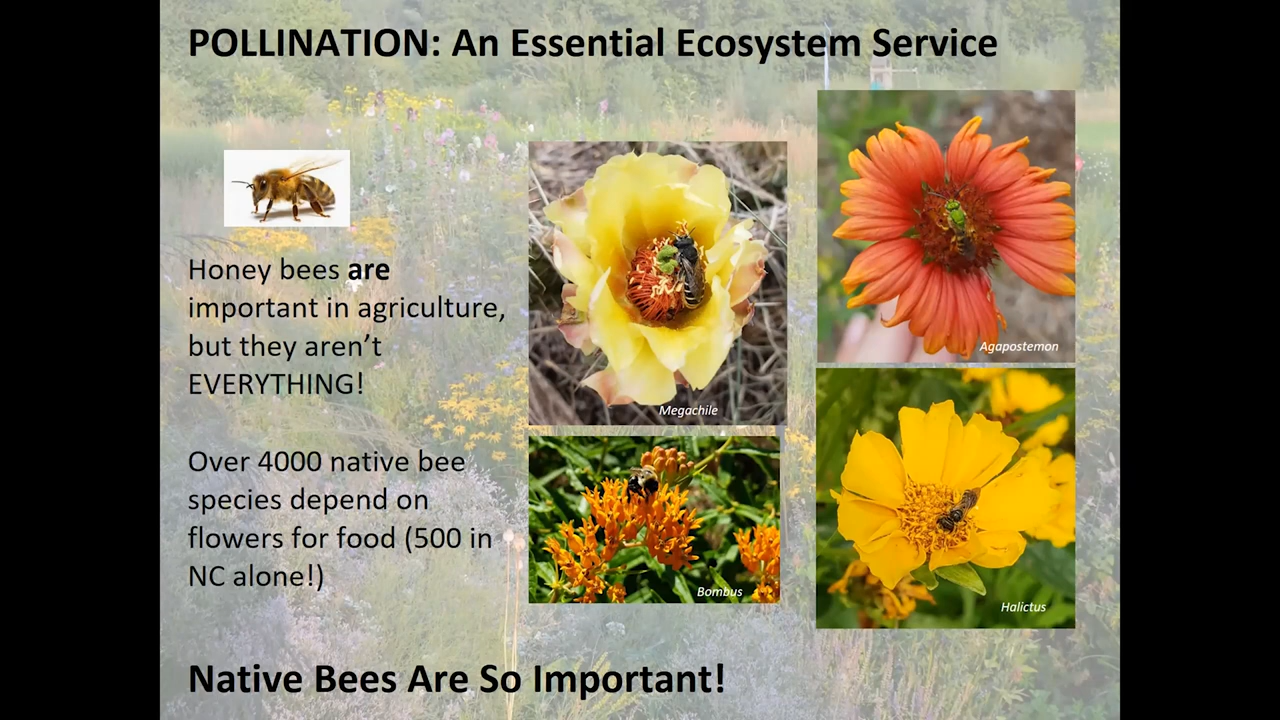 POLLINATION: An Essential Ecosystem Service
Honey bees are
important in agriculture,
but they aren’t
EVERYTHING!
Over 4000 native bee
species depend on
flowers for food (500 in
NC alone!)
Megachile
Bombus
Agapostemon
Halictus
Native Bees Are So Important!